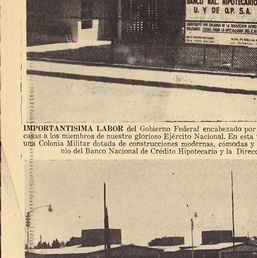 BANCO NAL. HIPOTECARIO
U. Y DE O.P. S.A.
IMPORTANTISIMA LABOR del Gobierno Federal encabezado por
casas a los miembros de nuestro glorioso Ejército Nacional. En esta
una Colonia Militar dotada de construcciones modernas, cómodas y
nio del Banco Nacional de Crédito Hipotecario y la Direc